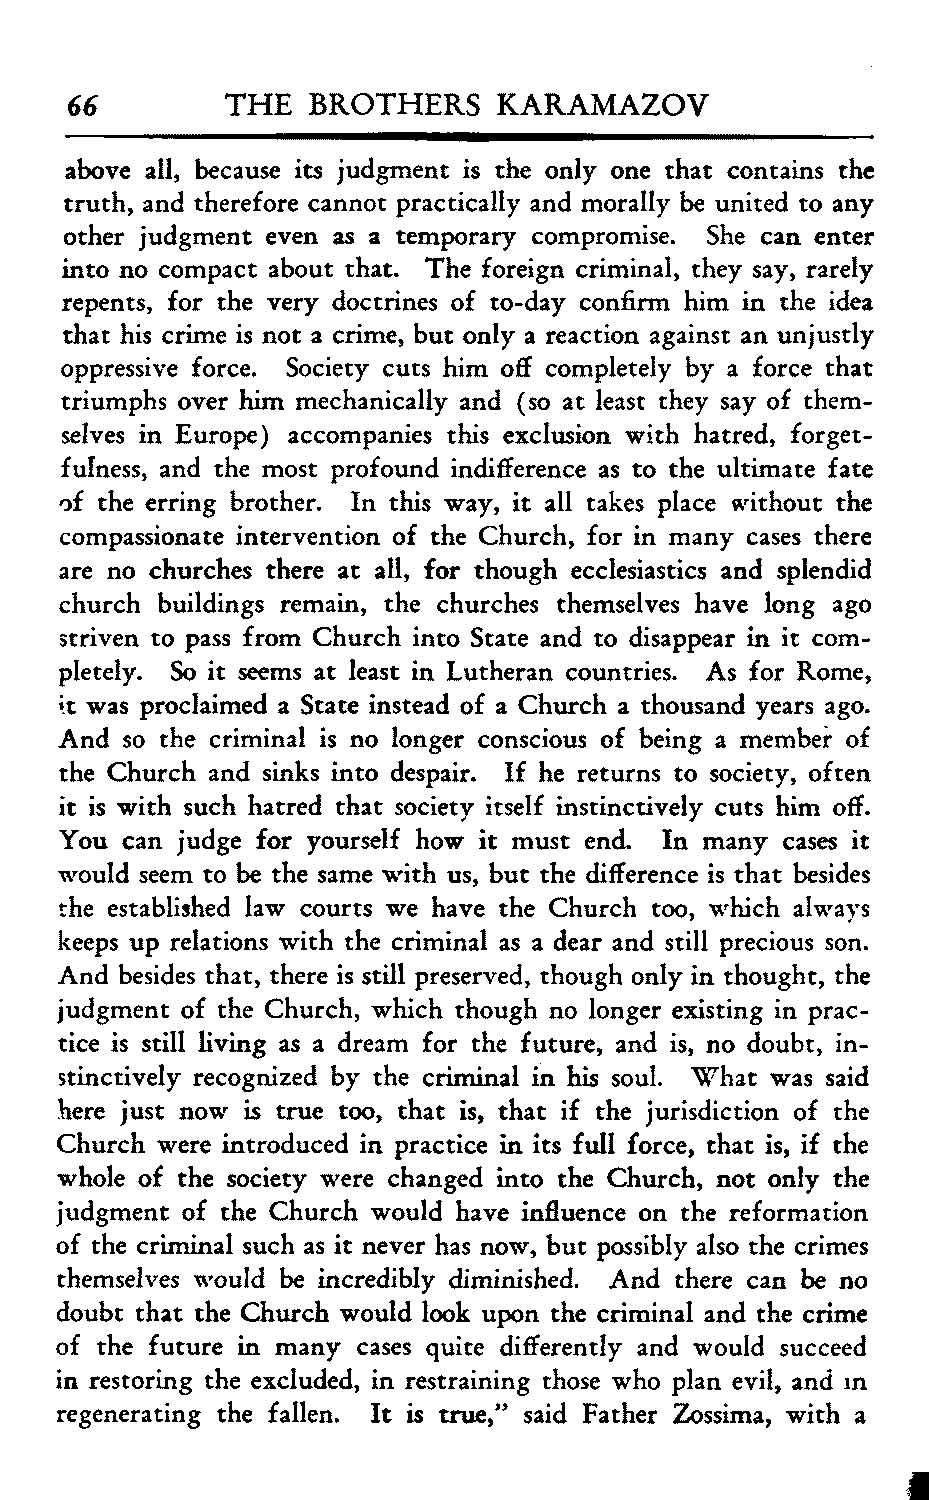 66 THE BROTHERS KARAMAZOV
above all, because its judgment is the only one that contains the
truth, and therefore cannot practically and morally be united to any
other judgment even as a temporary compromise. She can enter
into no compact about that. The foreign criminal, they say, rarely
repents, for the very doctrines of to-day confirm him in the idea
that his crime is not a crime, but only a reaction against an unjustly
oppressive force. Society cuts him off completely by a force that
triumphs over him mechanically and (so at least they say of them-
selves in Europe) accompanies this exclusion with hatred, forget-
fulness, and the most profound indifference as to the ultimate fate
of the erring brother. In this way, it all takes place without the
compassionate intervention of the Church, for in many cases there
are no churches there at all, for though ecclesiastics and splendid
church buildings remain, the churches themselves have long ago
striven to pass from Church into State and to disappear in it com-
pletely. So it seems at least in Lutheran countries. As for Rome,
it was proclaimed a State instead of a Church a thousand years ago.
And so the criminal is no longer conscious of being a member of
the Church and sinks into despair. If he returns to society, often
it is with such hatred that society itself instinctively cuts him off.
You can judge for yourself how it must end. In many cases it
would seem to be the same with us, but the difference is that besides
the established law courts we have the Church too, which always
keeps up relations with the criminal as a dear and still precious son.
And besides that, there is still preserved, though only in thought, the
judgment of the Church, which though no longer existing in prac-
tice is still living as a dream for the future, and is, no doubt, in-
stinctively recognized by the criminal in his soul. What was said
here just now is true too, that is, that if the jurisdiction of the
Church were introduced in practice in its full force, that is, if the
whole of the society were changed into the Church, not only the
judgment of the Church would have influence on the reformation
of the criminal such as it never has now, but possibly also the crimes
themselves would be incredibly diminished. And there can be no
doubt that the Church would look upon the criminal and the crime
of the future in many cases quite differently and would succeed
in restoring the excluded, in restraining those who plan evil, and in
regenerating the fallen. It is true," said Father Zossima, with a